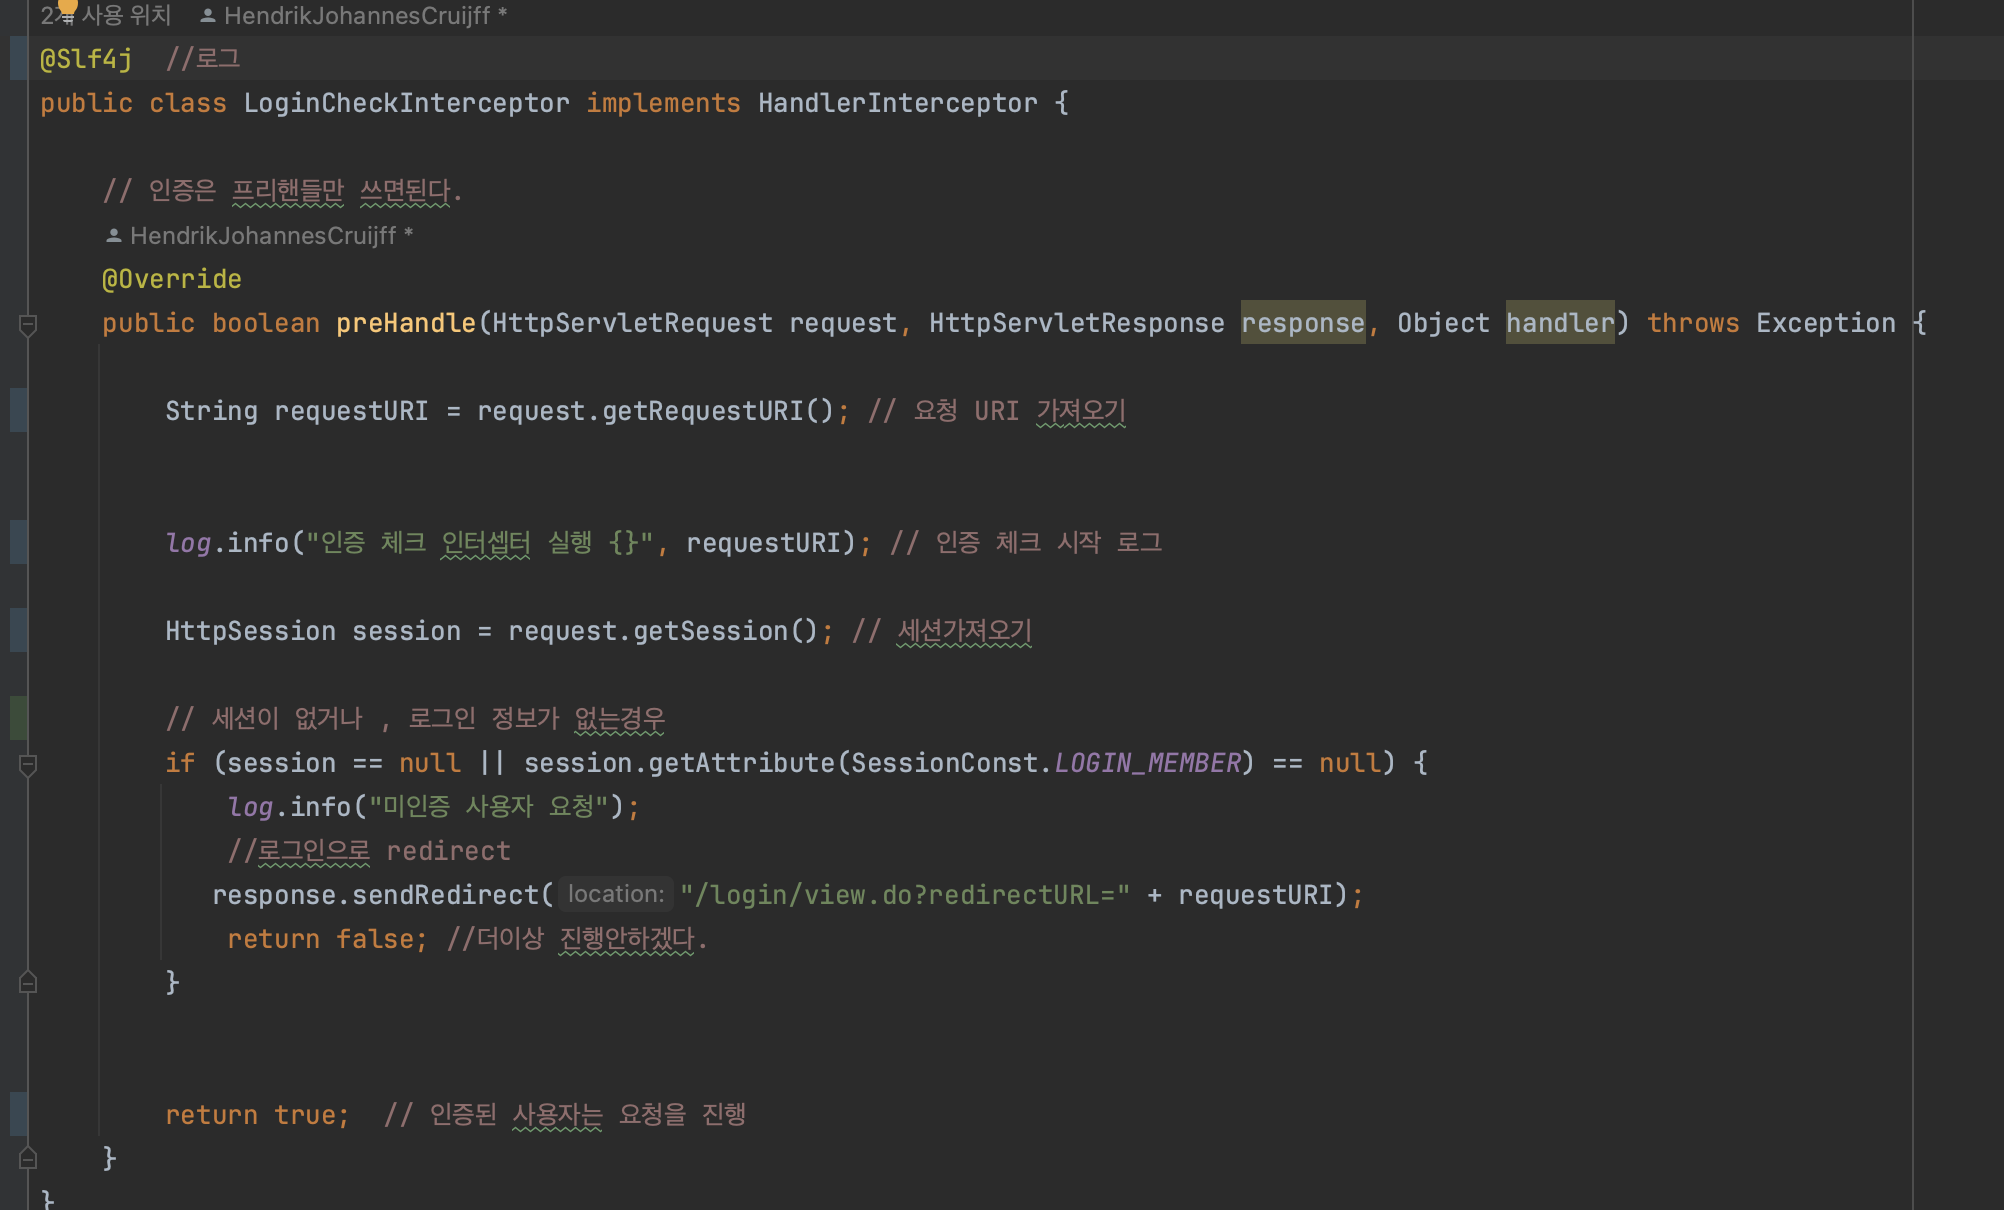 사용 위치 HendrikJohannesCruijff *
@Slf4j //로그
public class LoginCheckInterceptor implements HandlerInterceptor {
// 인증은 프리핸들만 쓰면된다.
HendrikJohannesCruijff *
@Override
public boolean preHandle(HttpServletRequest request, HttpServletResponse response, Object handler) throws Exception {
String requestURI = request.getRequestURI(); // 요청 URI 가져오기
log.info("인증 체크 인터셉터 실행 {}", requestURI); // 인증 체크 시작 로그
HttpSession session = request.getSession(); // 세션가져오기
// 세션이 없거나 , 로그인 정보가 없는경우
if (session == null || session.getAttribute(SessionConst.LOGIN_MEMBER) == null) {
log.info("미인증 사용자 요청");
//로그인으로 redirect
response.sendRedirect( location: "/login/view.do?redirectURL=" + requestURI);
return false; //더이상 진행안하겠다.
}
return true; // 인증된 사용자는 요청을 진행
}
}